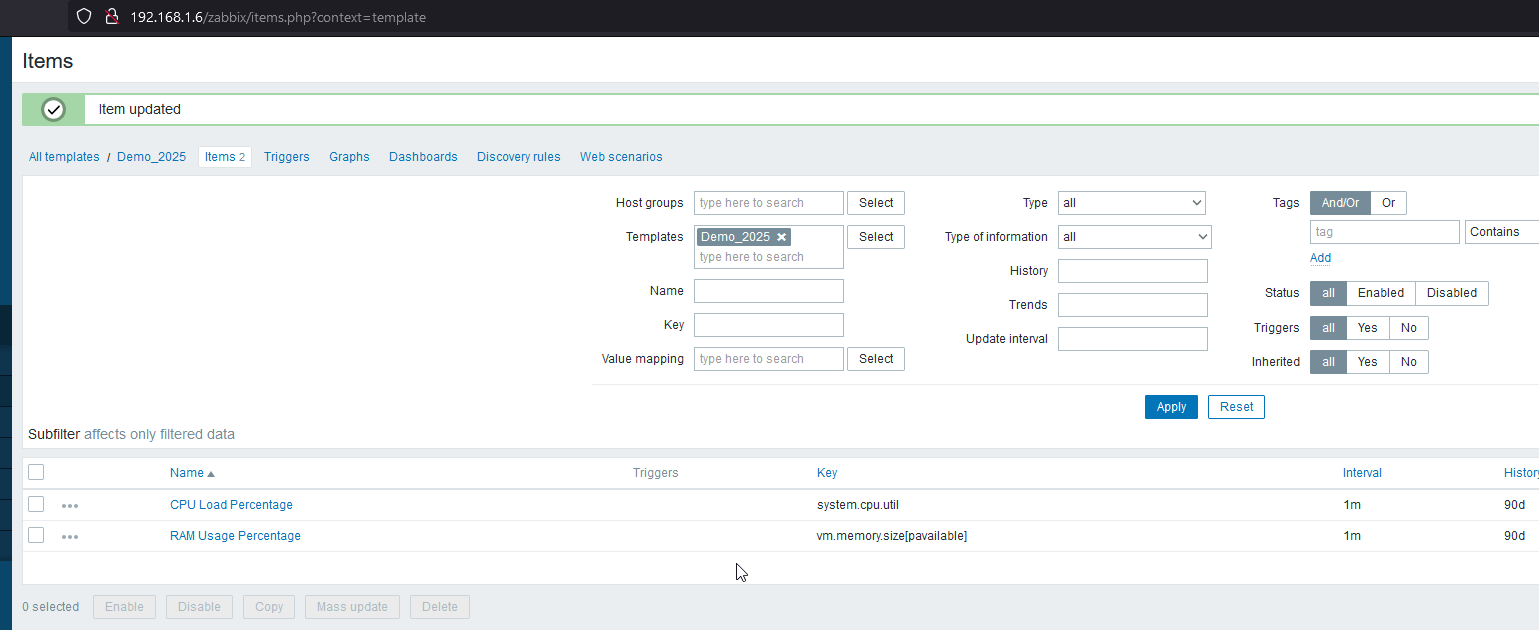 192.168.1.6/zabbix/items.php?context=template
Items
Item updated
All templates / Demo_2025 Items 2 Triggers Graphs Dashboards Discovery rules Web scenarios
Host groups type here to search Select Type all Tags And/Or Or
Templates Demo_2025 Select Type of information all tag Contains
type here to search Add
History
Name Status all Enabled Disabled
Trends
Key Triggers all Yes No
Update interval
Value mapping type here to search Select Inherited all Yes No
Apply Reset
Subfilter affects only filtered data
Name Triggers Key Interval History
CPU Load Percentage system.cpu.util 1m 90d
RAM Usage Percentage vm.memory.size[pavailable] 1m 90d
0 selected Enable Disable Copy Mass update Delete